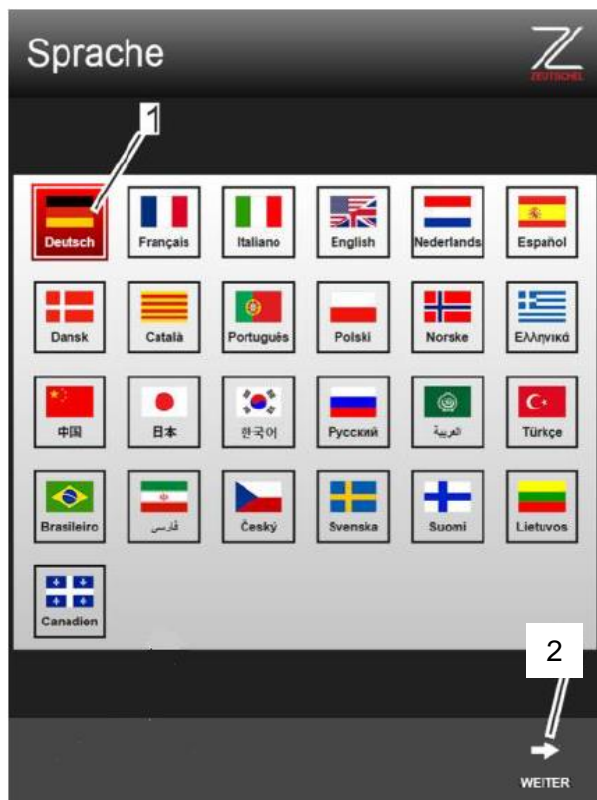 Sprache
ZEUTSCHEL
1
Deutsch Français Italiano English Nederlands Español
Dansk Català Português Polski Norske Ελληνικά
中国 日本 한국어 Русский العربية Türkçe
Brasileiro فارسی Český Svenska Suomi Lietuvos
Canadien
2
WEITER